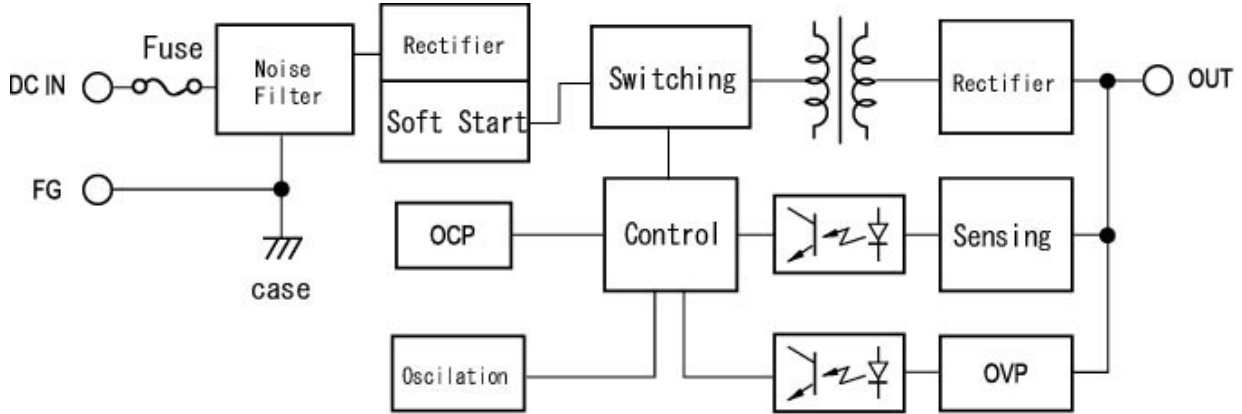 Fuse
DC IN
Noise
Filter
Rectifier
Soft Start
Switching
Rectifier
OUT
FG
case
OCP
Control
Sensing
Oscilation
OVP